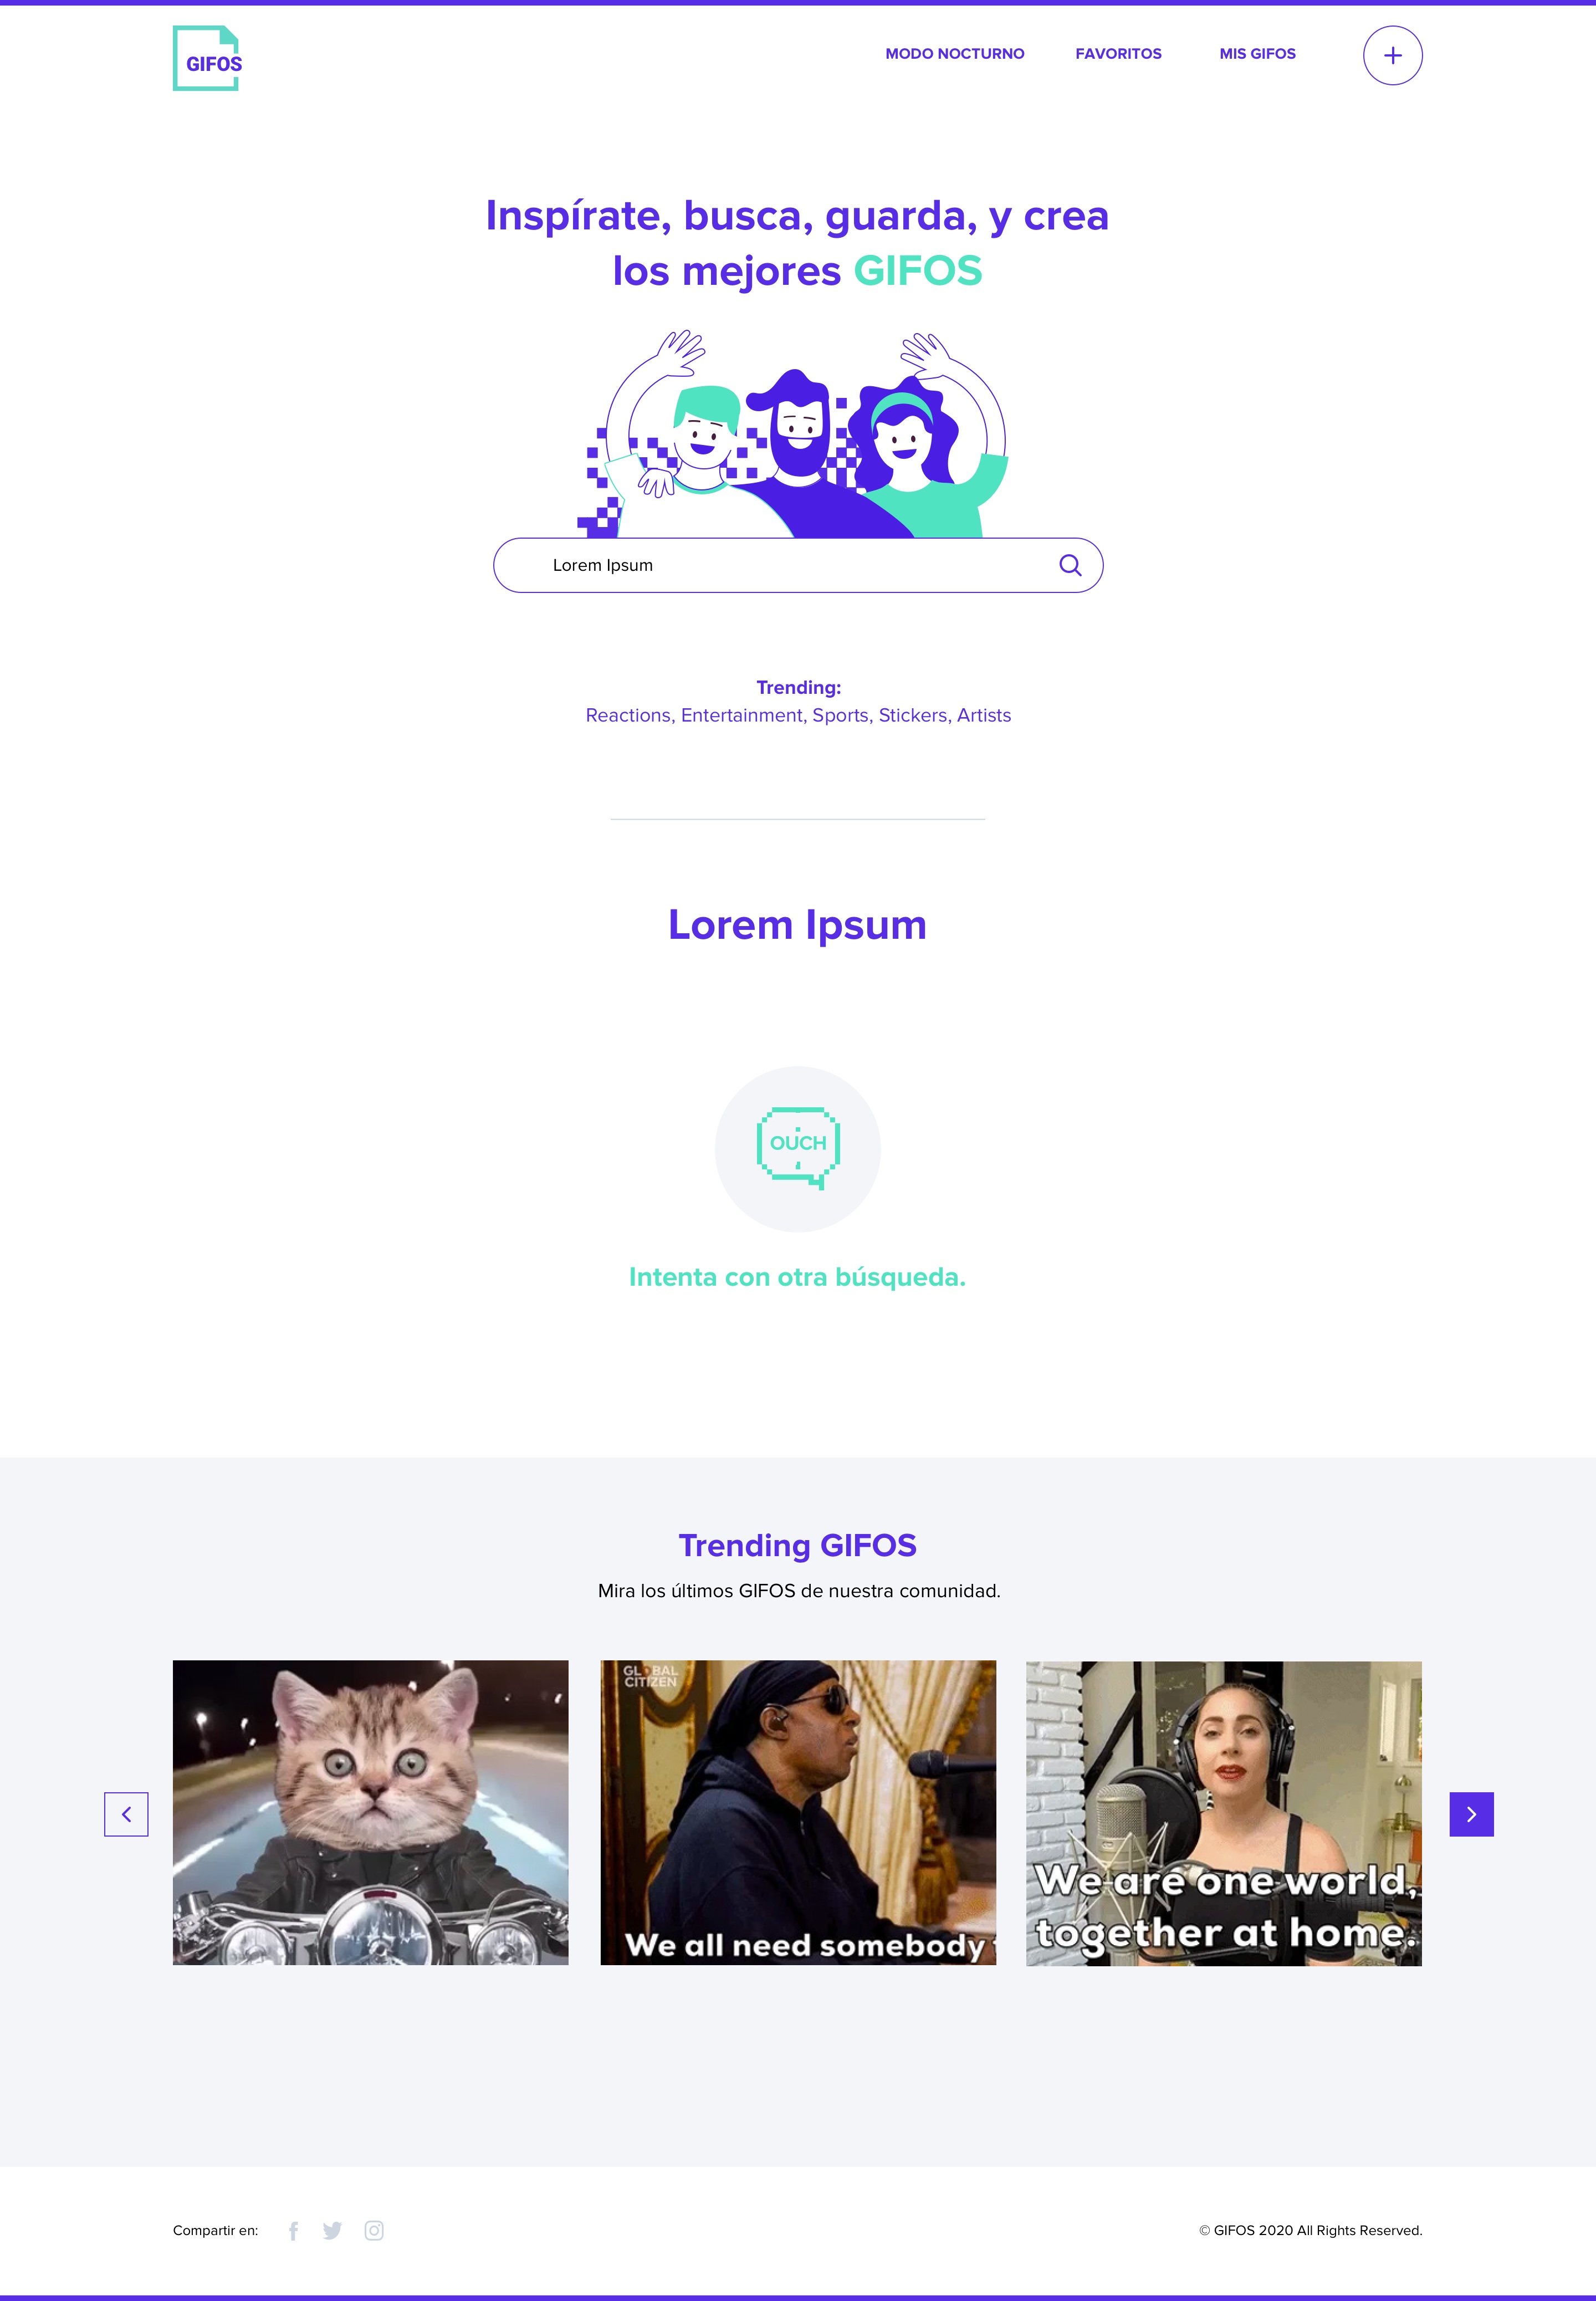 GIFOS
MODO NOCTURNO
FAVORITOS
MIS GIFOS
Inspírate, busca, guarda, y crea
los mejores GIFOS
Lorem Ipsum
Trending:
Reactions, Entertainment, Sports, Stickers, Artists
Lorem Ipsum
OUCH
Intenta con otra búsqueda.
Trending GIFOS
Mira los últimos GIFOS de nuestra comunidad.
GLOBAL
CITIZEN
We all need somebody
We are one world,
together at home.
Compartir en:
© GIFOS 2020 All Rights Reserved.